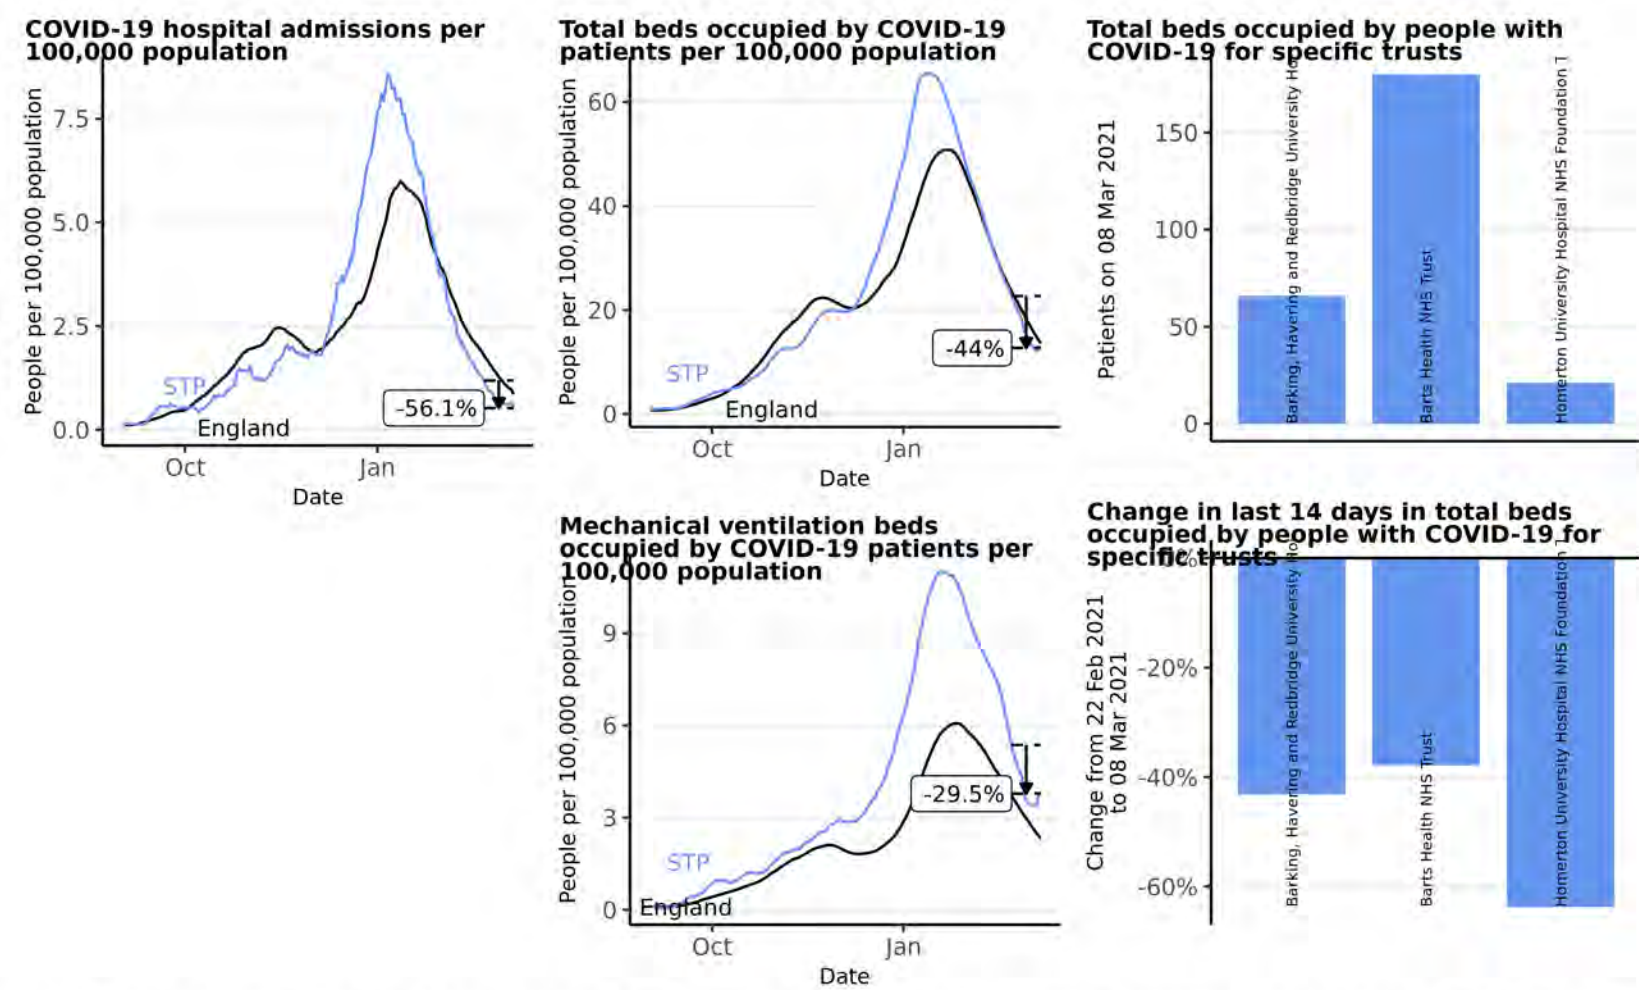 COVID-19 hospital admissions per
100,000 population
People per 100,000 population
7.5
5.0
2.5
0.0
STP
England
-56.1%
Oct
Jan
Date
Total beds occupied by COVID-19
patients per 100,000 population
People per 100,000 population
60
40
20
0
STP
England
-44%
Oct
Jan
Date
Total beds occupied by people with
COVID-19 for specific trusts
Patients on 08 Mar 2021
150
100
50
0
Barking, Havering and Redbridge University Ho
Barts Health NHS Trust
Homerton University Hospital NHS Foundation T
Mechanical ventilation beds
occupied by COVID-19 patients per
100,000 population
People per 100,000 population
9
6
3
0
STP
England
-29.5%
Oct
Jan
Date
Change in last 14 days in total beds
occupied by people with COVID-19 for
specific trusts
Change from 22 Feb 2021
to 08 Mar 2021
0%
-20%
-40%
-60%
Barking, Havering and Redbridge University Ho
Barts Health NHS Trust
Homerton University Hospital NHS Foundation T